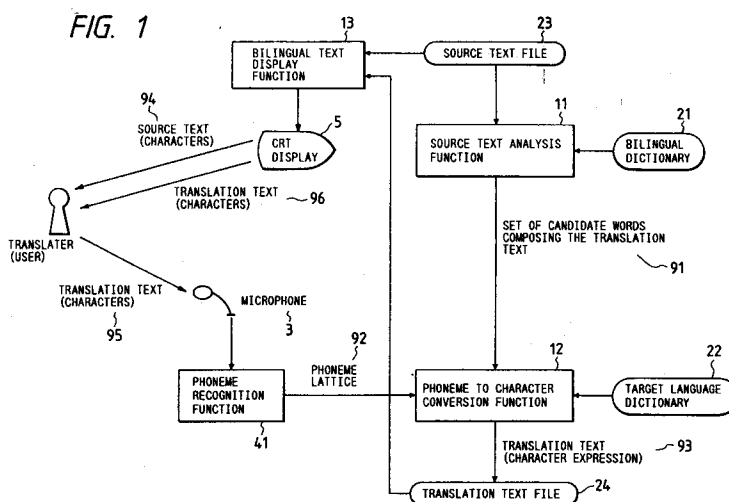 FIG. 1
13
BILINGUAL TEXT
DISPLAY
FUNCTION
23
SOURCE TEXT FILE
94
SOURCE TEXT
(CHARACTERS)
5
CRT
DISPLAY
11
SOURCE TEXT ANALYSIS
FUNCTION
21
BILINGUAL
DICTIONARY
TRANSLATION TEXT
(CHARACTERS)
96
TRANSLATER
(USER)
SET OF CANDIDATE WORDS
COMPOSING THE TRANSLATION
TEXT
91
TRANSLATION TEXT
(CHARACTERS)
95
MICROPHONE
3
92
PHONEME
LATTICE
PHONEME
RECOGNITION
FUNCTION
41
12
PHONEME TO CHARACTER
CONVERSION FUNCTION
22
TARGET LANGUAGE
DICTIONARY
TRANSLATION TEXT
(CHARACTER EXPRESSION)
93
24
TRANSLATION TEXT FILE